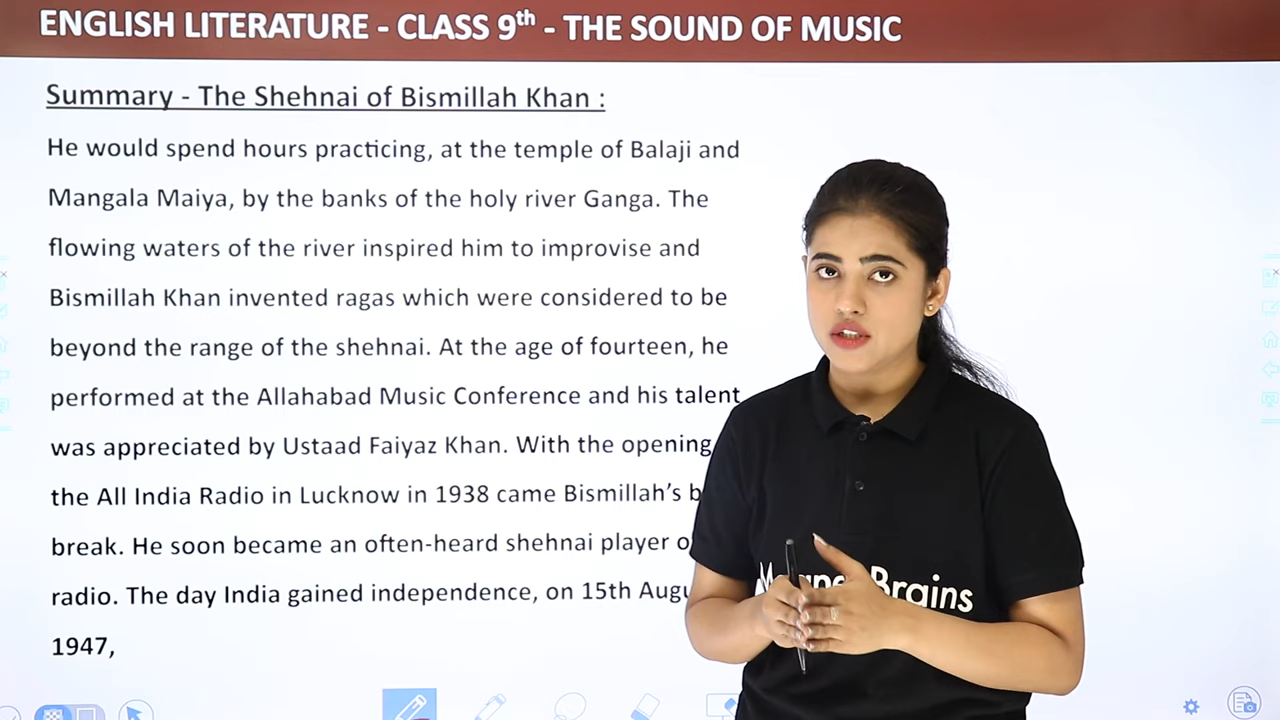 ENGLISH LITERATURE - CLASS 9th - THE SOUND OF MUSIC
Summary - The Shehnai of Bismillah Khan :
He would spend hours practicing, at the temple of Balaji and
Mangala Maiya, by the banks of the holy river Ganga. The
flowing waters of the river inspired him to improvise and
Bismillah Khan invented ragas which were considered to be
beyond the range of the shehnai. At the age of fourteen, he
performed at the Allahabad Music Conference and his talent
was appreciated by Ustaad Faiyaz Khan. With the opening
the All India Radio in Lucknow in 1938 came Bismillah's
break. He soon became an often-heard shehnai player
radio. The day India gained independence, on 15th
1947,
Brains